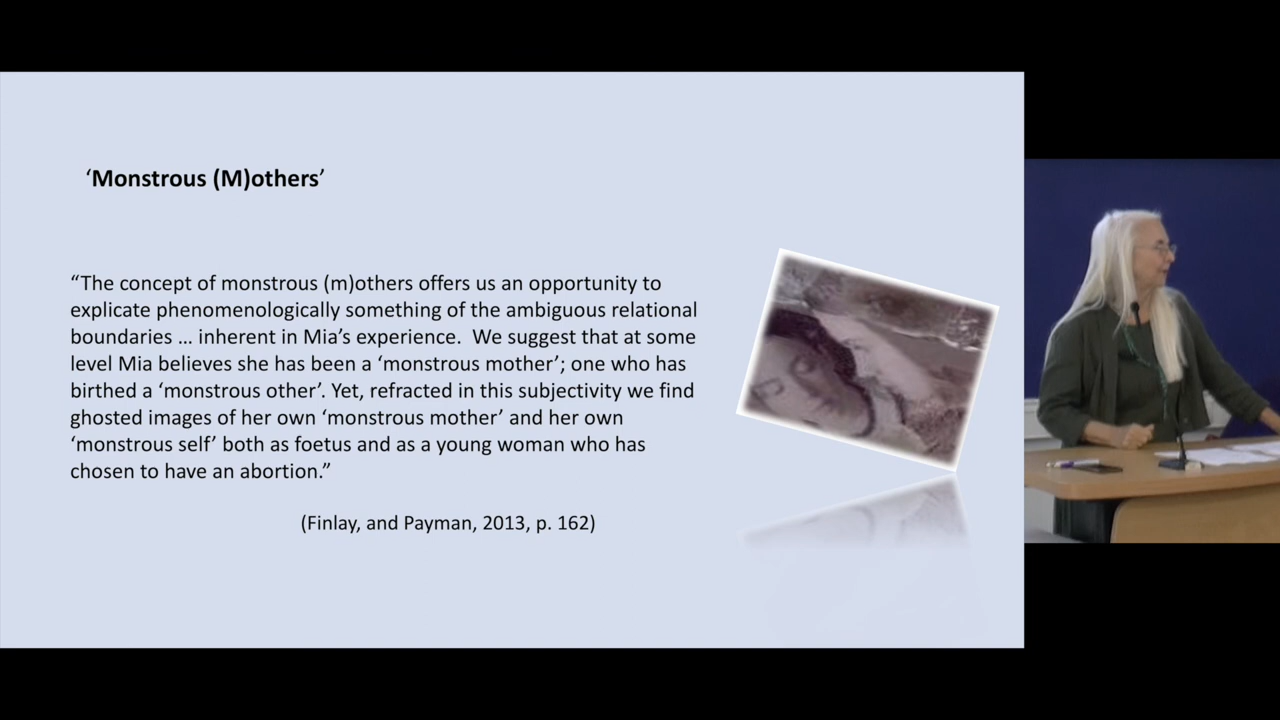 ‘Monstrous (M)others’
“The concept of monstrous (m)others offers us an opportunity to
explicate phenomenologically something of the ambiguous relational
boundaries … inherent in Mia’s experience.  We suggest that at some
level Mia believes she has been a ‘monstrous mother’; one who has
birthed a ‘monstrous other’. Yet, refracted in this subjectivity we find
ghosted images of her own ‘monstrous mother’ and her own
‘monstrous self’ both as foetus and as a young woman who has
chosen to have an abortion.”
(Finlay, and Payman, 2013, p. 162)